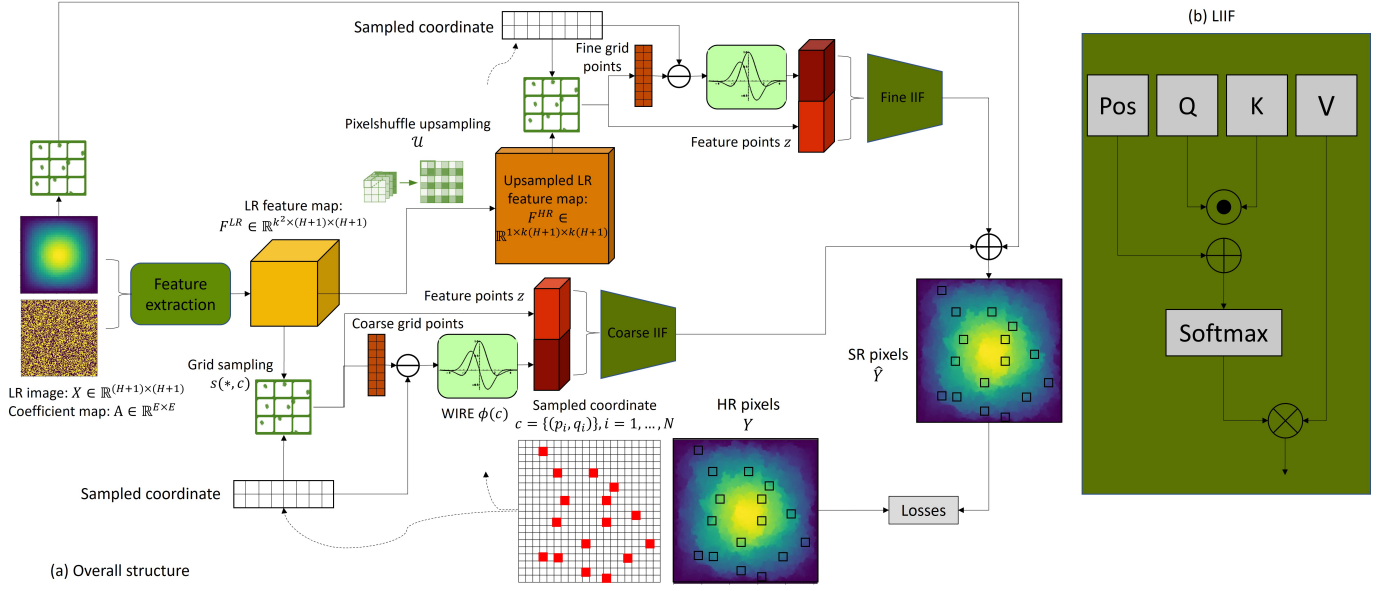 (b) LIIF
Sampled coordinate
Fine grid
points
Fine IIF
Pos
Q
K
V
Pixelshuffle upsampling
𝒰
Feature points z
LR feature map:
F^{LR} ∈ ℝ^{k²×(H+1)×(H+1)}
Upsampled LR
feature map:
F^{HR} ∈
ℝ^{1×k(H+1)×k(H+1)}
Feature
extraction
Feature points z
Coarse grid points
Coarse IIF
Softmax
Grid sampling
s(*, c)
SR pixels
Ŷ
LR image: X ∈ ℝ^{(H+1)×(H+1)}
Coefficient map: A ∈ ℝ^{E×E}
WIRE ϕ(c)
Sampled coordinate
c = {(p_i, q_i)}, i = 1, …, N
HR pixels
Y
Sampled coordinate
Losses
(a) Overall structure